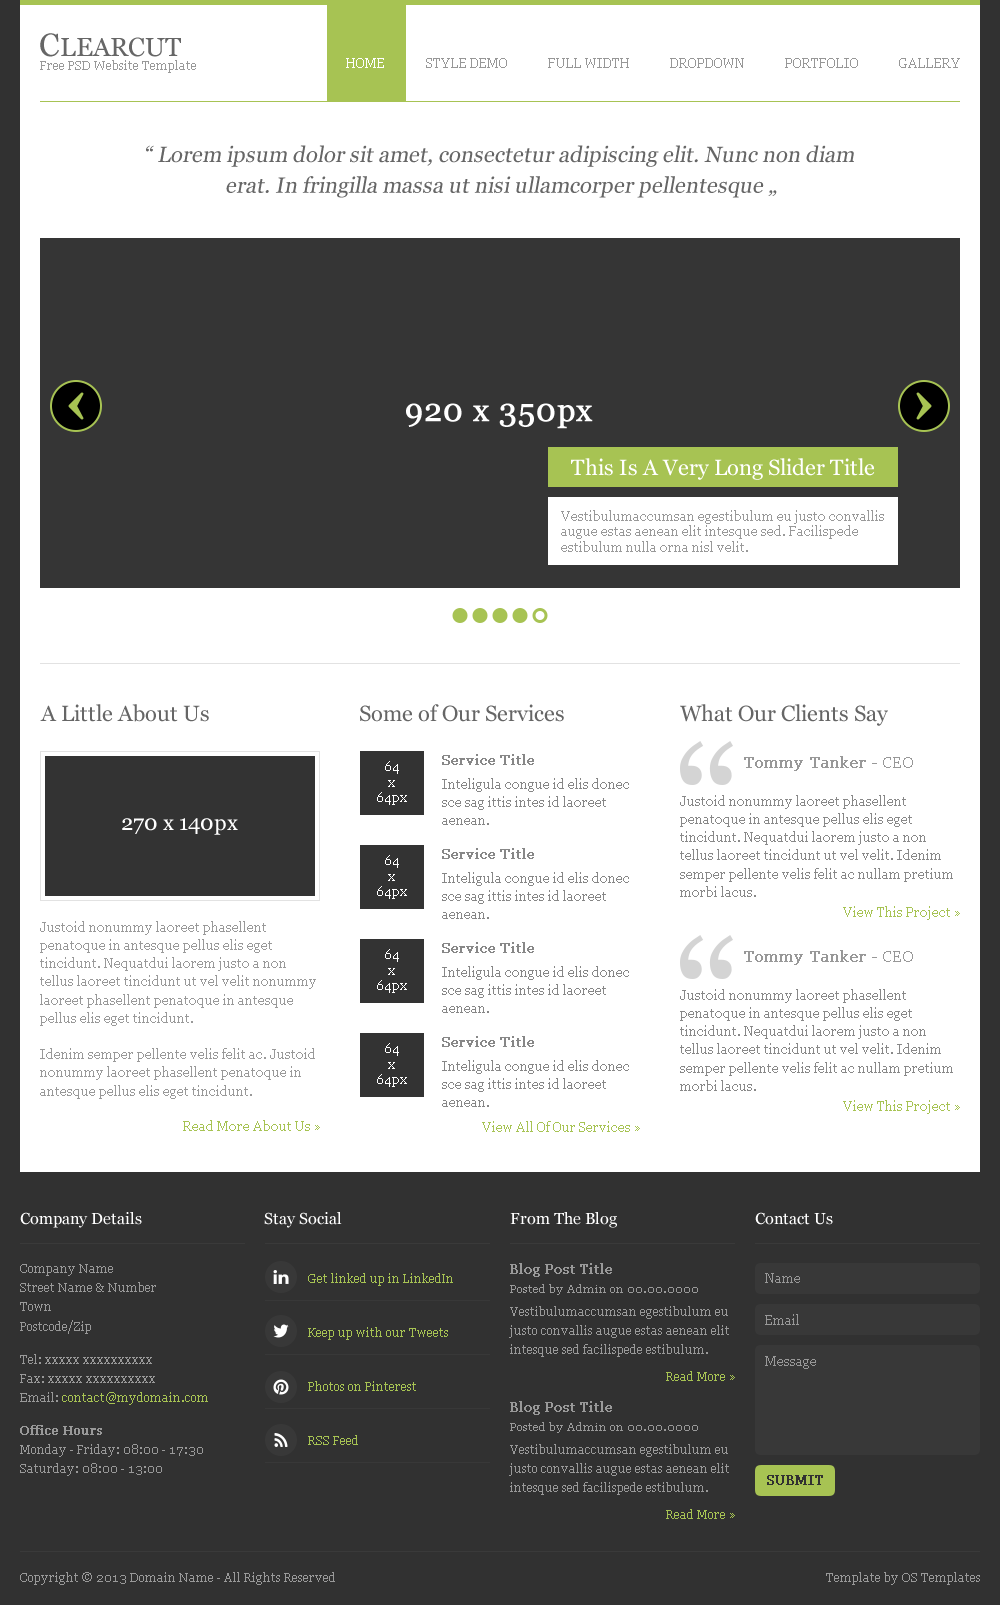 CLEARCUT
Free PSD Website Template
HOME
STYLE DEMO
FULL WIDTH
DROPDOWN
PORTFOLIO
GALLERY
“ Lorem ipsum dolor sit amet, consectetur adipiscing elit. Nunc non diam
erat. In fringilla massa ut nisi ullamcorper pellentesque „
920 x 350px
This Is A Very Long Slider Title
Vestibulumaccumsan egestibulum eu justo convallis
augue estas aenean elit intesque sed. Facilispede
estibulum nulla orna nisl velit.
A Little About Us
270 x 140px
Justoid nonummy laoreet phasellent
penatoque in antesque pellus elis eget
tincidunt. Nequatdui laorem justo a non
tellus laoreet tincidunt ut vel velit nonummy
laoreet phasellent penatoque in antesque
pellus elis eget tincidunt.
Idenim semper pellente velis felit ac. Justoid
nonummy laoreet phasellent penatoque in
antesque pellus elis eget tincidunt.
Read More About Us »
Some of Our Services
64
x
64px
Service Title
Inteligula congue id elis donec
sce sag ittis intes id laoreet
aenean.
64
x
64px
Service Title
Inteligula congue id elis donec
sce sag ittis intes id laoreet
aenean.
64
x
64px
Service Title
Inteligula congue id elis donec
sce sag ittis intes id laoreet
aenean.
64
x
64px
Service Title
Inteligula congue id elis donec
sce sag ittis intes id laoreet
aenean.
View All Of Our Services »
What Our Clients Say
Tommy Tanker - CEO
Justoid nonummy laoreet phasellent
penatoque in antesque pellus elis eget
tincidunt. Nequatdui laorem justo a non
tellus laoreet tincidunt ut vel velit. Idenim
semper pellente velis felit ac nullam pretium
morbi lacus.
View This Project »
Tommy Tanker - CEO
Justoid nonummy laoreet phasellent
penatoque in antesque pellus elis eget
tincidunt. Nequatdui laorem justo a non
tellus laoreet tincidunt ut vel velit. Idenim
semper pellente velis felit ac nullam pretium
morbi lacus.
View This Project »
Company Details
Company Name
Street Name & Number
Town
Postcode/Zip
Tel: xxxxx xxxxxxxxxx
Fax: xxxxx xxxxxxxxxx
Email: contact@mydomain.com
Office Hours
Monday - Friday: 08:00 - 17:30
Saturday: 08:00 - 13:00
Stay Social
in
Get linked up in LinkedIn
Keep up with our Tweets
Photos on Pinterest
RSS Feed
From The Blog
Blog Post Title
Posted by Admin on 00.00.0000
Vestibulumaccumsan egestibulum eu
justo convallis augue estas aenean elit
intesque sed facilispede estibulum.
Read More »
Blog Post Title
Posted by Admin on 00.00.0000
Vestibulumaccumsan egestibulum eu
justo convallis augue estas aenean elit
intesque sed facilispede estibulum.
Read More »
Contact Us
Name
Email
Message
SUBMIT
Copyright © 2013 Domain Name - All Rights Reserved
Template by OS Templates